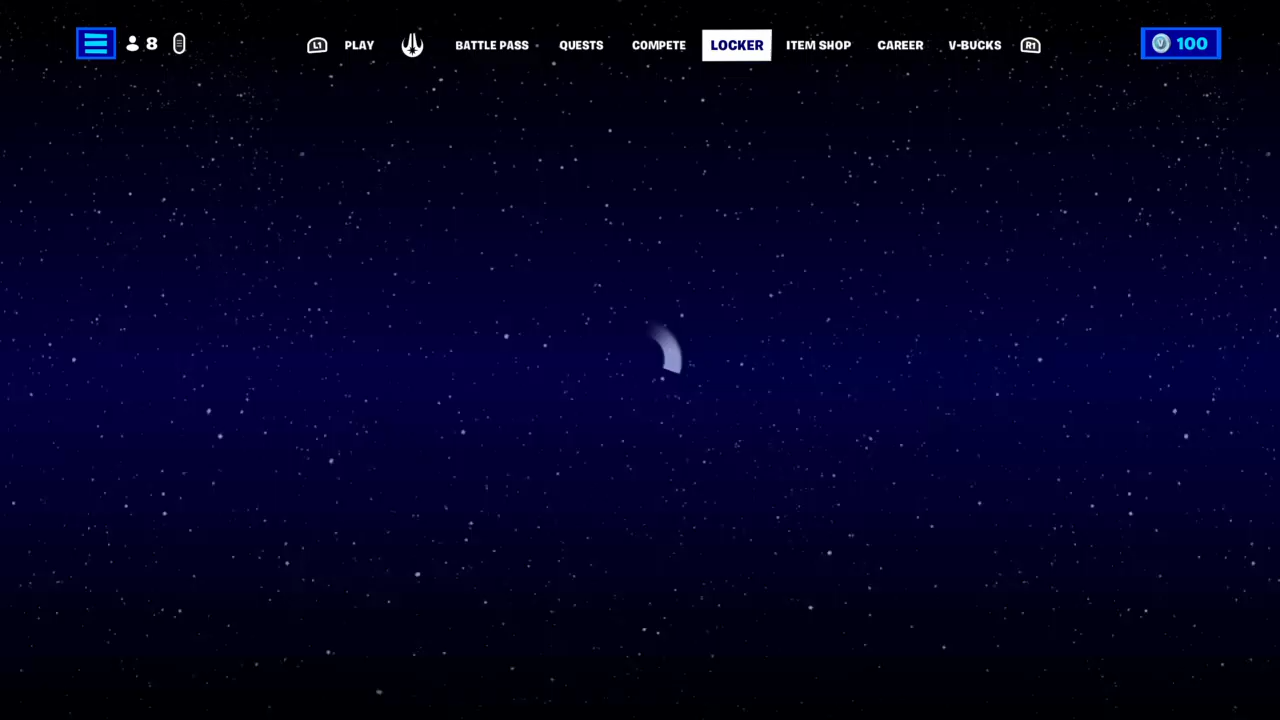 8
L1
PLAY
BATTLE PASS
QUESTS
COMPETE
LOCKER
ITEM SHOP
CAREER
V-BUCKS
R1
V 100